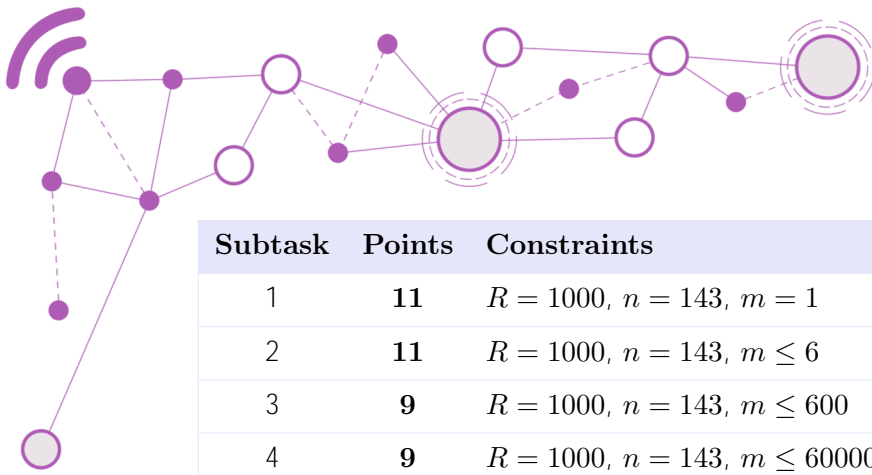 Subtask Points Constraints
1 11 R = 1000, n = 143, m = 1
2 11 R = 1000, n = 143, m ≤ 6
3 9 R = 1000, n = 143, m ≤ 600
4 9 R = 1000, n = 143, m ≤ 60000